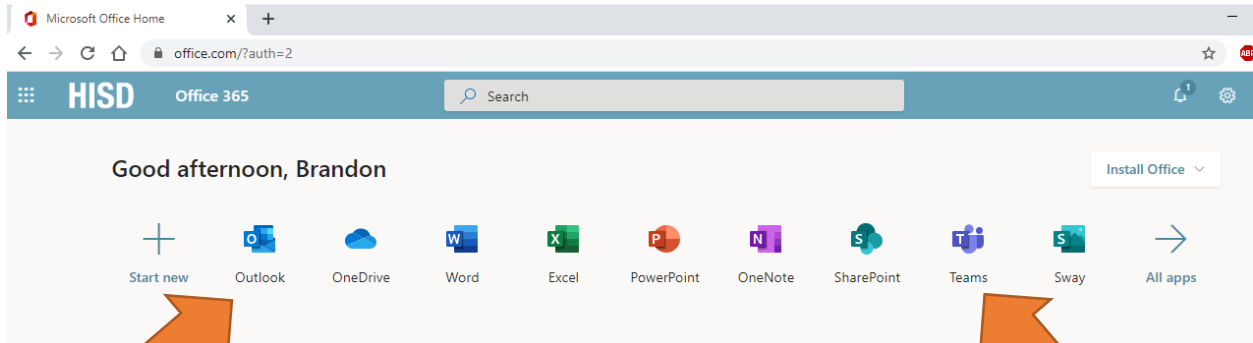 Microsoft Office Home
office.com/?auth=2
ABP
HISD Office 365 Search 1
Good afternoon, Brandon
Install Office
Start new Outlook OneDrive Word Excel PowerPoint OneNote SharePoint Teams Sway All apps